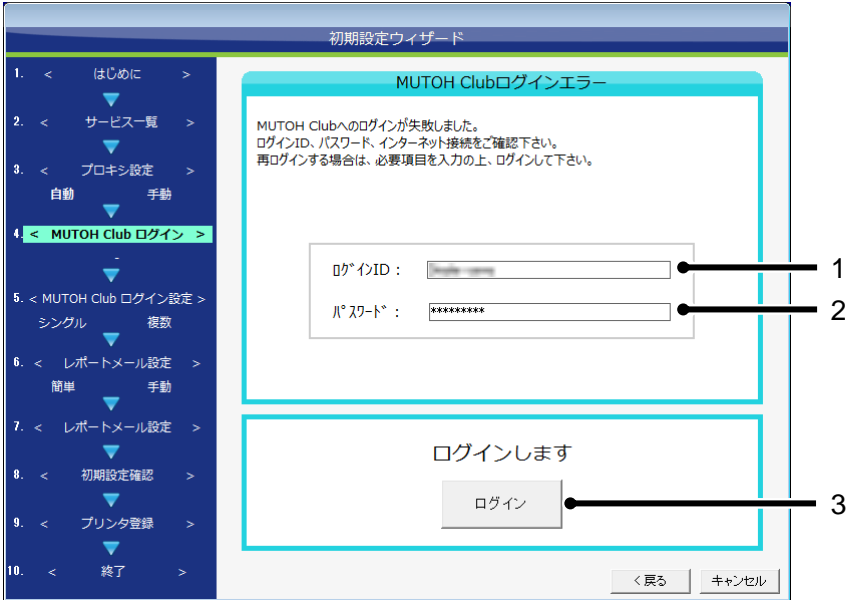 初期設定ウィザード
1. < はじめに >
2. < サービス一覧 >
3. < プロキシ設定 >
自動 手動
4. < MUTOH Club ログイン >
-
5. < MUTOH Club ログイン設定 >
シングル 複数
6. < レポートメール設定 >
簡単 手動
7. < レポートメール設定 >
8. < 初期設定確認 >
9. < プリンタ登録 >
10. < 終了 >
MUTOH Clubログインエラー
MUTOH Clubへのログインが失敗しました。
ログインID、パスワード、インターネット接続をご確認下さい。
再ログインする場合は、必要項目を入力の上、ログインして下さい。
ﾛｸﾞｲﾝID：
1
ﾊﾟｽﾜｰﾄﾞ： *********
2
ログインします
ログイン
3
< 戻る キャンセル